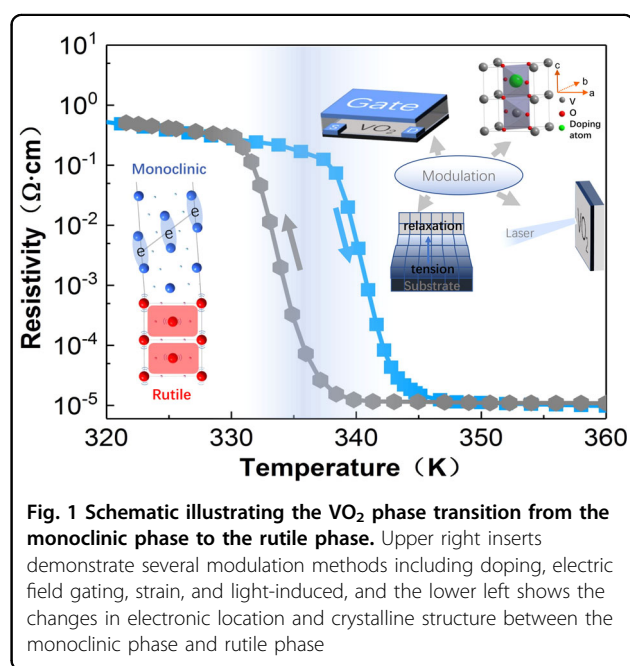 10¹
10⁰
10⁻¹
10⁻²
10⁻³
10⁻⁴
10⁻⁵
Resistivity（Ω·cm）
320
330
340
350
360
Temperature（K）
Monoclinic
e
e
e
Rutile
Gate
VO₂
S
D
c
b
a
V
O
Doping
atom
Modulation
relaxation
tension
Substrate
Laser
VO₂
Fig. 1 Schematic illustrating the VO₂ phase transition from the
monoclinic phase to the rutile phase. Upper right inserts
demonstrate several modulation methods including doping, electric
field gating, strain, and light-induced, and the lower left shows the
changes in electronic location and crystalline structure between the
monoclinic phase and rutile phase